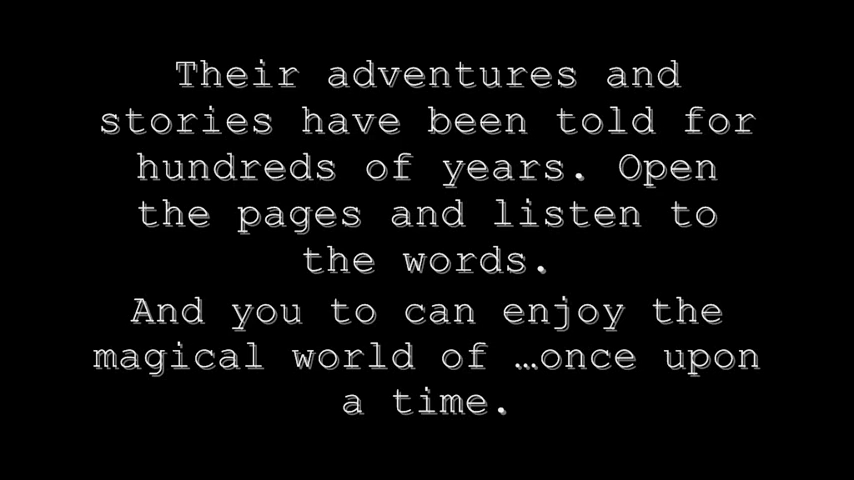 Their adventures and
stories have been told for
hundreds of years. Open
the pages and listen to
the words.
And you to can enjoy the
magical world of …once upon
a time.